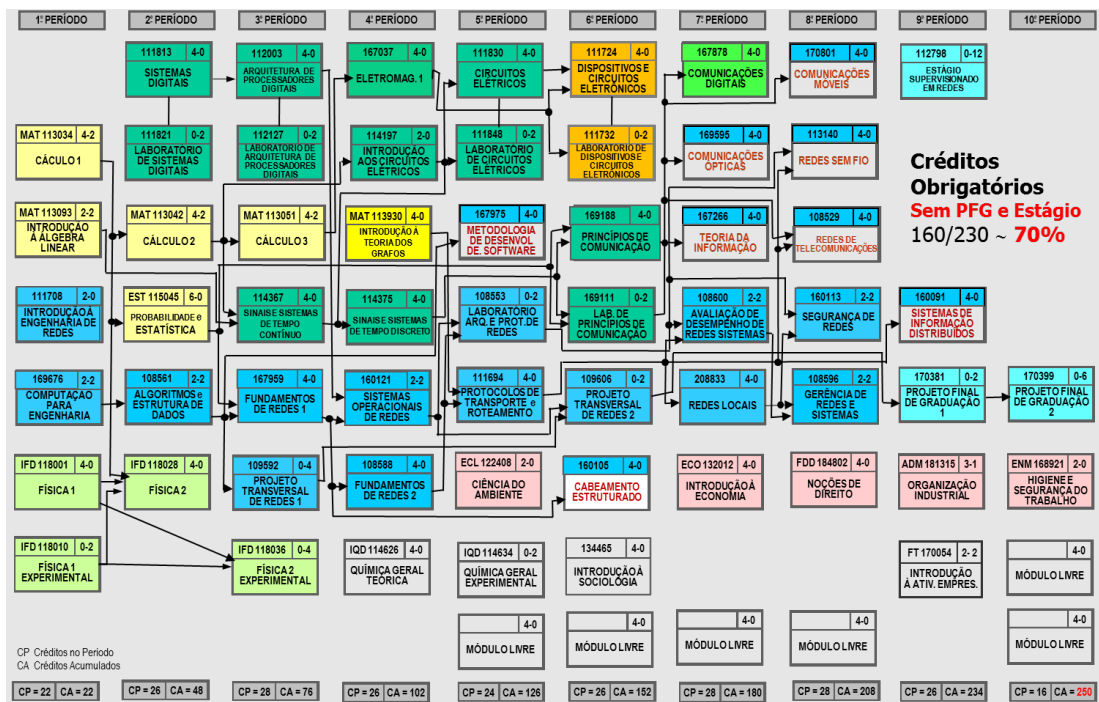 1º PERÍODO
2º PERÍODO
3º PERÍODO
4º PERÍODO
5º PERÍODO
6º PERÍODO
7º PERÍODO
8º PERÍODO
9º PERÍODO
10º PERÍODO
111813 4-0
SISTEMAS
DIGITAIS
112003 4-0
ARQUITETURA DE
PROCESSADORES
DIGITAIS
167037 4-0
ELETROMAG. 1
111830 4-0
CIRCUITOS
ELÉTRICOS
111724 4-0
DISPOSITIVOS E
CIRCUITOS
ELETRÔNICOS
167878 4-0
COMUNICAÇÕES
DIGITAIS
170801 4-0
COMUNICAÇÕES
MÓVEIS
112798 0-12
ESTÁGIO
SUPERVISIONADO
EM REDES
MAT 113034 4-2
CÁLCULO 1
111821 0-2
LABORATÓRIO
DE SISTEMAS
DIGITAIS
112127 0-2
LABORATÓRIO DE
ARQUITETURA DE
PROCESSADORES
DIGITAIS
114197 2-0
INTRODUÇÃO
AOS CIRCUITOS
ELÉTRICOS
111848 0-2
LABORATÓRIO
DE CIRCUITOS
ELÉTRICOS
111732 0-2
LABORATÓRIO DE
DISPOSITIVOS E
CIRCUITOS
ELETRÔNICOS
169595 4-0
COMUNICAÇÕES
ÓPTICAS
113140 4-0
REDES SEM FIO
Créditos
Obrigatórios
Sem PFG e Estágio
160/230 ~ 70%
MAT 113093 2-2
INTRODUÇÃO
À ÁLGEBRA
LINEAR
MAT 113042 4-2
CÁLCULO 2
MAT 113051 4-2
CÁLCULO 3
MAT 113930 4-0
INTRODUÇÃO À
TEORIA DOS
GRAFOS
167975 4-0
METODOLOGIA
DE DESENVOL
DE. SOFTWARE
169188 4-0
PRINCÍPIOS DE
COMUNICAÇÃO
167266 4-0
TEORIA DA
INFORMAÇÃO
108529 4-0
REDES DE
TELECOMUNICAÇÕES
111708 2-0
INTRODUÇÃO À
ENGENHARIA DE
REDES
EST 115045 6-0
PROBABILIDADE e
ESTATÍSTICA
114367 4-0
SINAIS E SISTEMAS
DE TEMPO
CONTÍNUO
114375 4-0
SINAIS E SISTEMAS
DE TEMPO DISCRETO
108553 0-2
LABORATÓRIO
ARQ. E PROT. DE
REDES
169111 0-2
LAB. DE
PRINCÍPIOS DE
COMUNICAÇÃO
108600 2-2
AVALIAÇÃO DE
DESEMPENHO DE
REDES SISTEMAS
160113 2-2
SEGURANÇA DE
REDES
160091 4-0
SISTEMAS DE
INFORMAÇÃO
DISTRIBUÍDOS
169676 2-2
COMPUTAÇÃO
PARA
ENGENHARIA
108561 2-2
ALGORITMOS e
ESTRUTURA DE
DADOS
167959 4-0
FUNDAMENTOS
DE REDES 1
160121 2-2
SISTEMAS
OPERACIONAIS
DE REDE
111694 4-0
PROTOCOLOS DE
TRANSPORTE e
ROTEAMENTO
109606 0-2
PROJETO
TRANSVERSAL
DE REDES 2
208833 4-0
REDES LOCAIS
108596 2-2
GERÊNCIA DE
REDES E
SISTEMAS
170381 0-2
PROJETO FINAL
DE GRADUAÇÃO
1
170399 0-6
PROJETO FINAL
DE GRADUAÇÃO
2
IFD 118001 4-0
FÍSICA 1
IFD 118028 4-0
FÍSICA 2
109592 0-4
PROJETO
TRANSVERSAL
DE REDES 1
108588 4-0
FUNDAMENTOS
DE REDES 2
ECL 122408 2-0
CIÊNCIA DO
AMBIENTE
160105 4-0
CABEAMENTO
ESTRUTURADO
ECO 132012 4-0
INTRODUÇÃO À
ECONOMIA
FDD 184802 4-0
NOÇÕES DE
DIREITO
ADM 181315 3-1
ORGANIZAÇÃO
INDUSTRIAL
ENM 168921 2-0
HIGIENE E
SEGURANÇA DO
TRABALHO
IFD 118010 0-2
FÍSICA 1
EXPERIMENTAL
IFD 118036 0-4
FÍSICA 2
EXPERIMENTAL
IQD 114626 4-0
QUÍMICA GERAL
TEÓRICA
IQD 114634 0-2
QUÍMICA GERAL
EXPERIMENTAL
134465 4-0
INTRODUÇÃO À
SOCIOLOGIA
FT 170054 2- 2
INTRODUÇÃO
À ATIV. EMPRES.
4-0
MÓDULO LIVRE
4-0
MÓDULO LIVRE
4-0
MÓDULO LIVRE
4-0
MÓDULO LIVRE
4-0
MÓDULO LIVRE
4-0
MÓDULO LIVRE
CP Créditos no Período
CA Créditos Acumulados
CP = 22 CA = 22
CP = 26 CA = 48
CP = 28 CA = 76
CP = 26 CA = 102
CP = 24 CA = 126
CP = 26 CA = 152
CP = 28 CA = 180
CP = 28 CA = 208
CP = 26 CA = 234
CP = 16 CA = 250